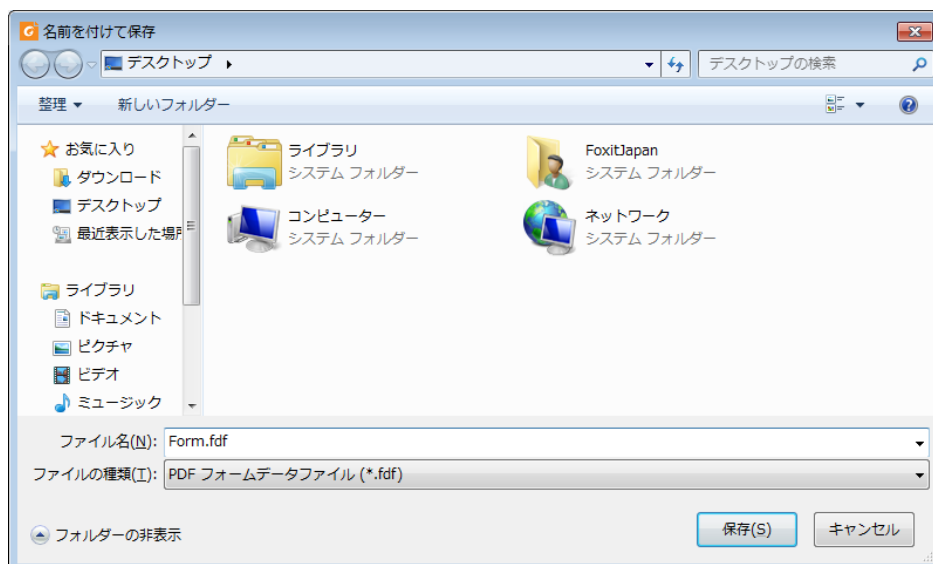 名前を付けて保存
デスクトップ
デスクトップの検索
整理
新しいフォルダー
お気に入り
ダウンロード
デスクトップ
最近表示した場所
ライブラリ
ドキュメント
ピクチャ
ビデオ
ミュージック
ライブラリ
システム フォルダー
FoxitJapan
システム フォルダー
コンピューター
システム フォルダー
ネットワーク
システム フォルダー
ファイル名(N): Form.fdf
ファイルの種類(T): PDF フォームデータファイル (*.fdf)
フォルダーの非表示
保存(S)
キャンセル